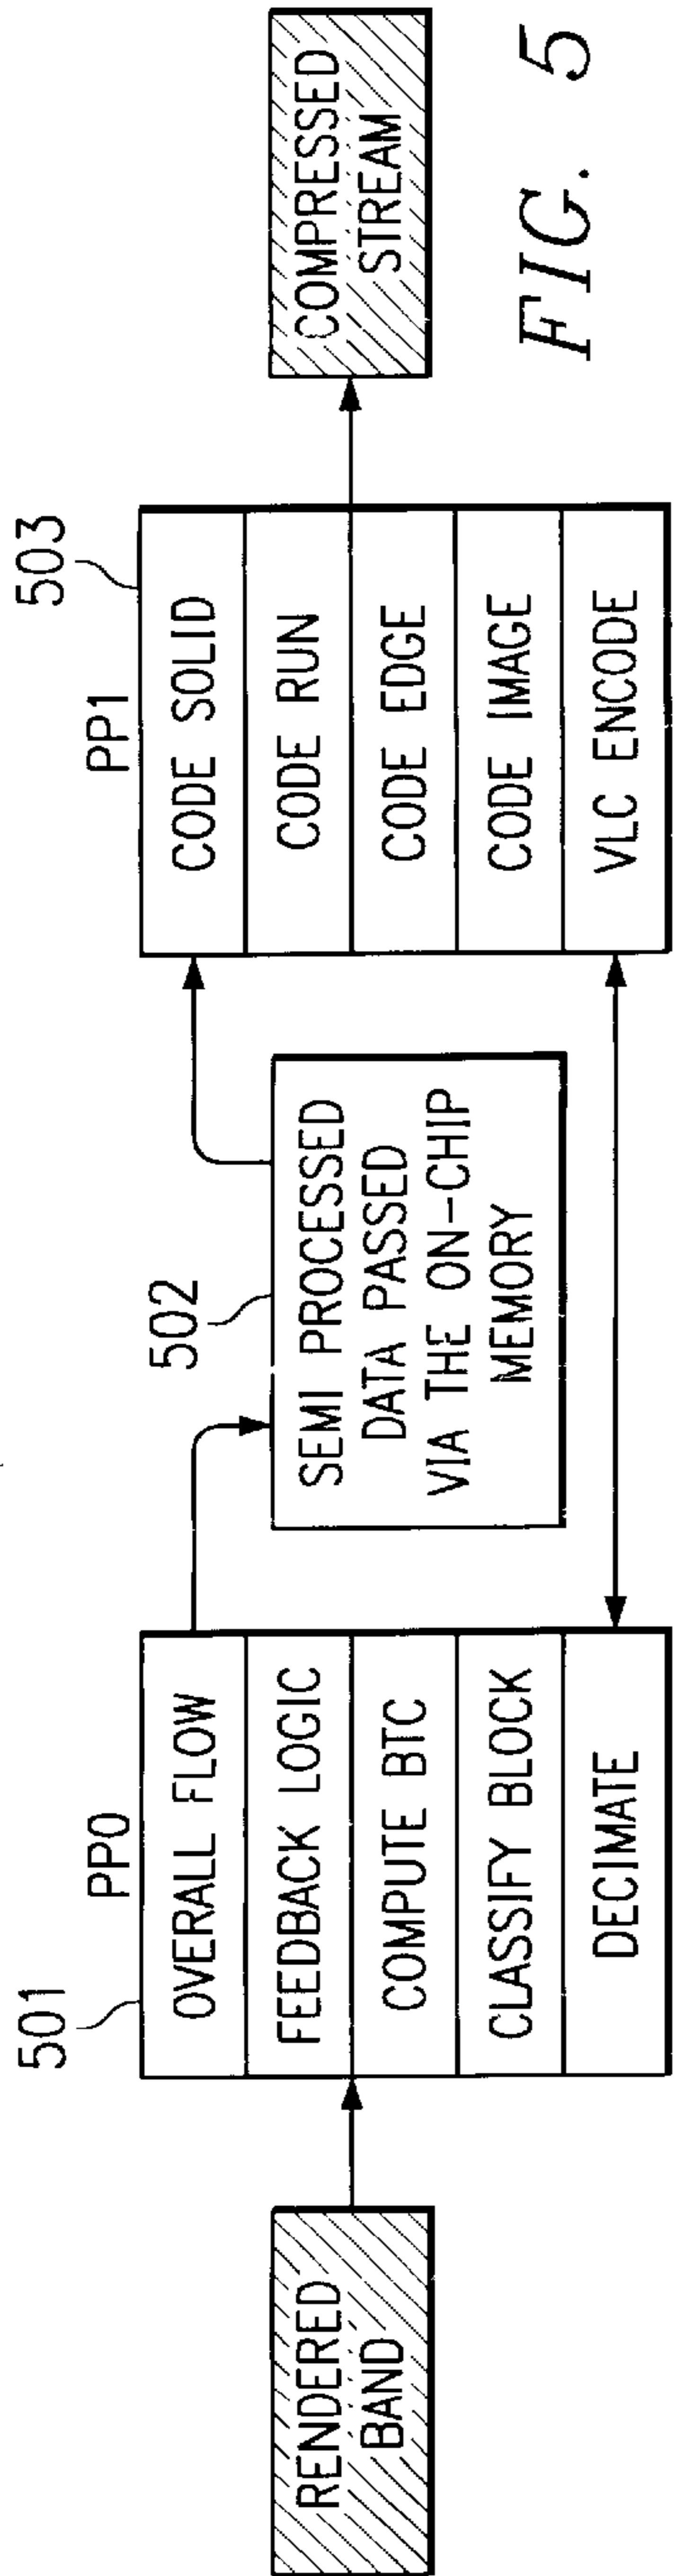 RENDERED
BAND
501
PP0
OVERALL FLOW
FEEDBACK LOGIC
COMPUTE BTC
CLASSIFY BLOCK
DECIMATE
502
SEMI PROCESSED
DATA PASSED
VIA THE ON-CHIP
MEMORY
PP1
503
CODE SOLID
CODE RUN
CODE EDGE
CODE IMAGE
VLC ENCODE
COMPRESSED
STREAM
FIG. 5